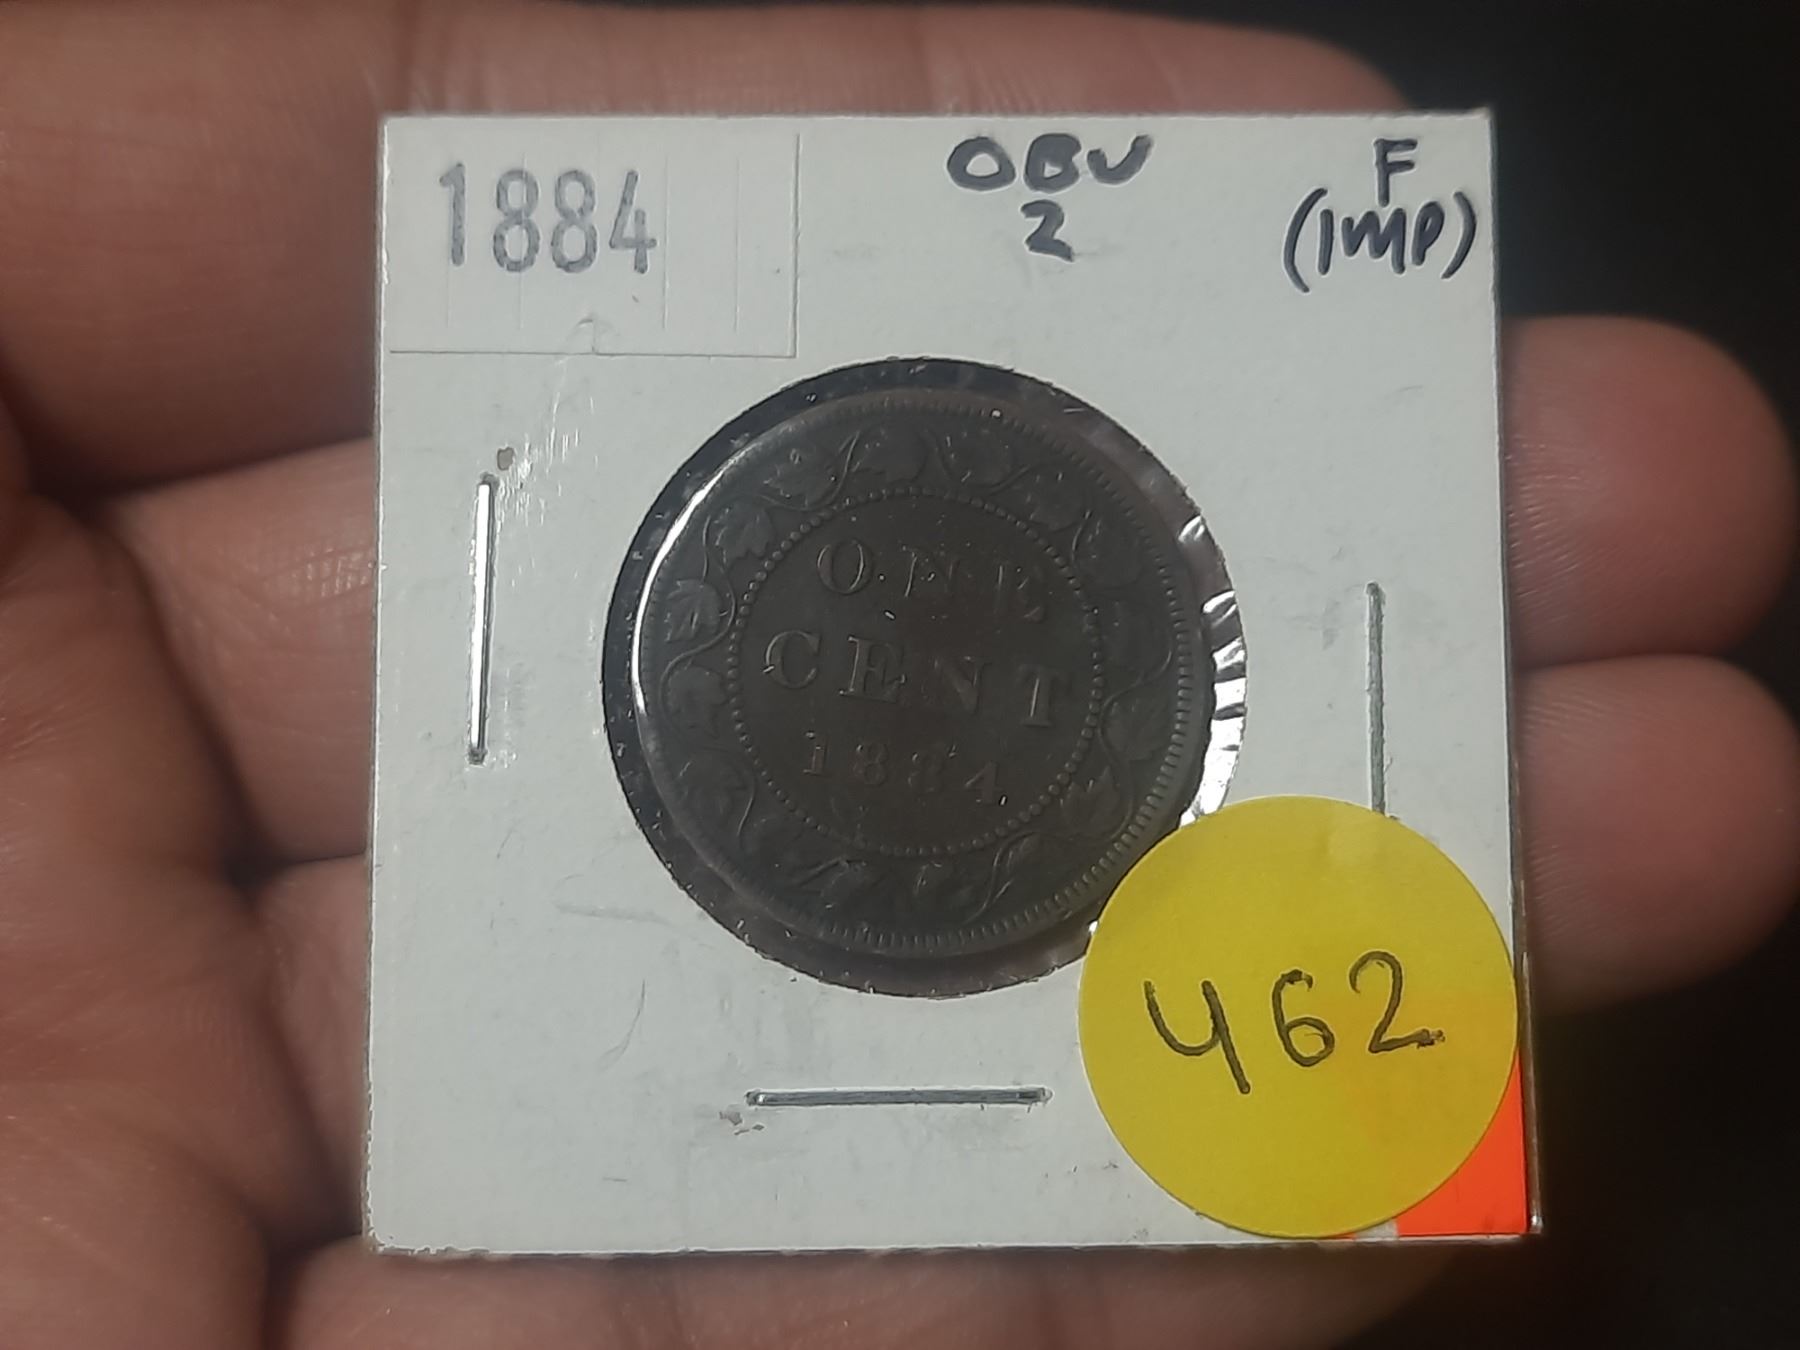 1884
OBV
2
F
(IMP)
ONE
CENT
1884
462